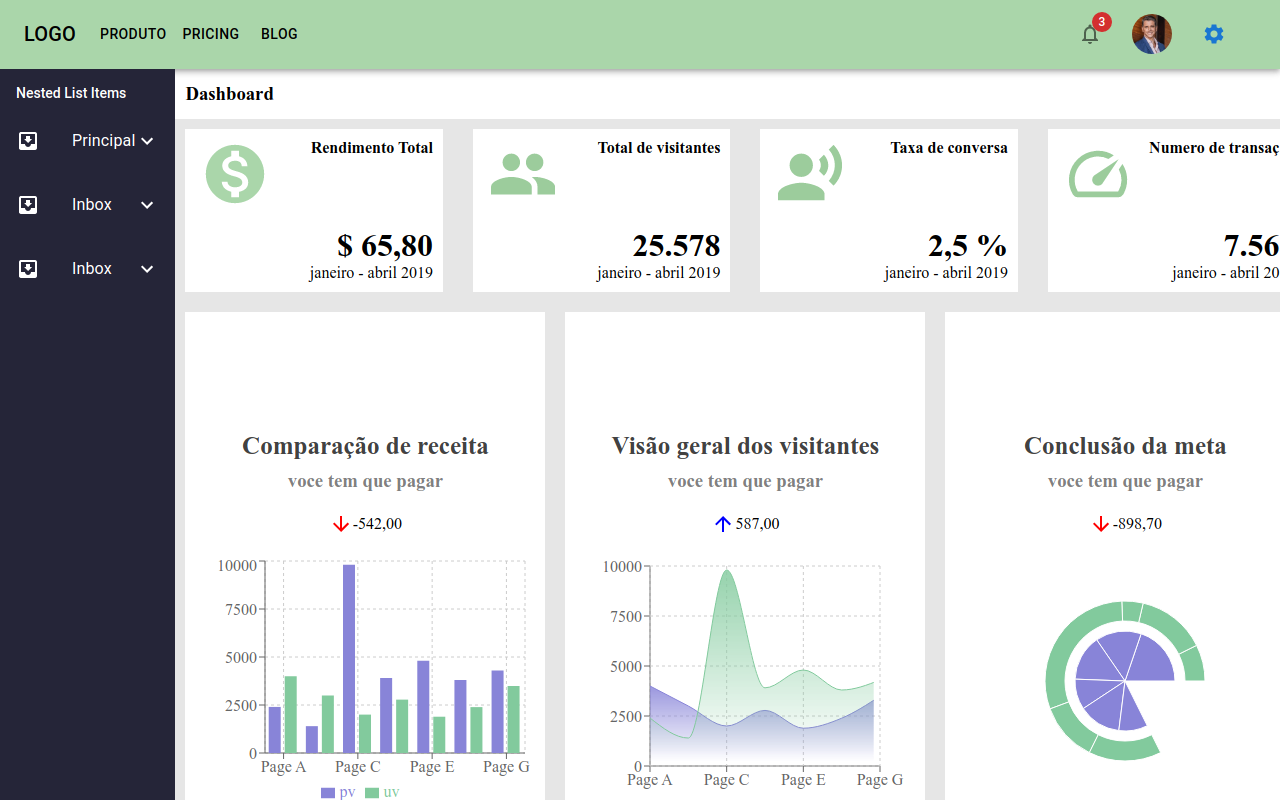 LOGO PRODUTO PRICING BLOG 3
Nested List Items
Principal
Inbox
Inbox
Dashboard
Rendimento Total
$ 65,80
janeiro - abril 2019
Total de visitantes
25.578
janeiro - abril 2019
Taxa de conversa
2,5 %
janeiro - abril 2019
Numero de transaç
7.56
janeiro - abril 20
Comparação de receita
voce tem que pagar
-542,00
10000
7500
5000
2500
0
Page A Page C Page E Page G
pv uv
Visão geral dos visitantes
voce tem que pagar
587,00
10000
7500
5000
2500
0
Page A Page C Page E Page G
Conclusão da meta
voce tem que pagar
-898,70